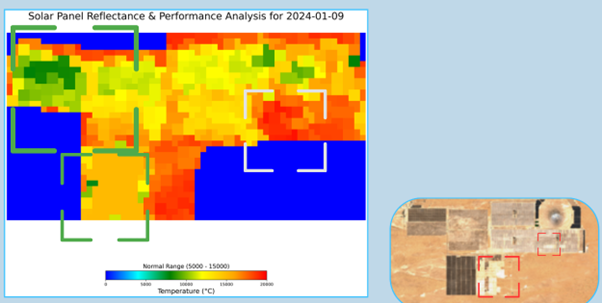 Solar Panel Reflectance & Performance Analysis for 2024-01-09
Normal Range (5000 - 15000)
0 5000 10000 15000 20000
Temperature (°C)